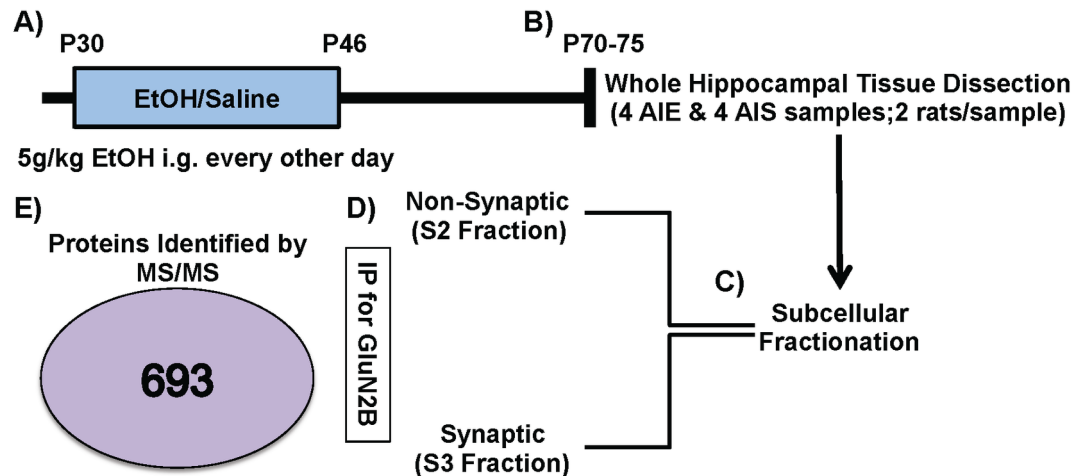 A)
P30
P46
EtOH/Saline
5g/kg EtOH i.g. every other day
B)
P70-75
Whole Hippocampal Tissue Dissection
(4 AIE & 4 AIS samples;2 rats/sample)
C)
Subcellular
Fractionation
D)
Non-Synaptic
(S2 Fraction)
IP for GluN2B
Synaptic
(S3 Fraction)
E)
Proteins Identified by
MS/MS
693